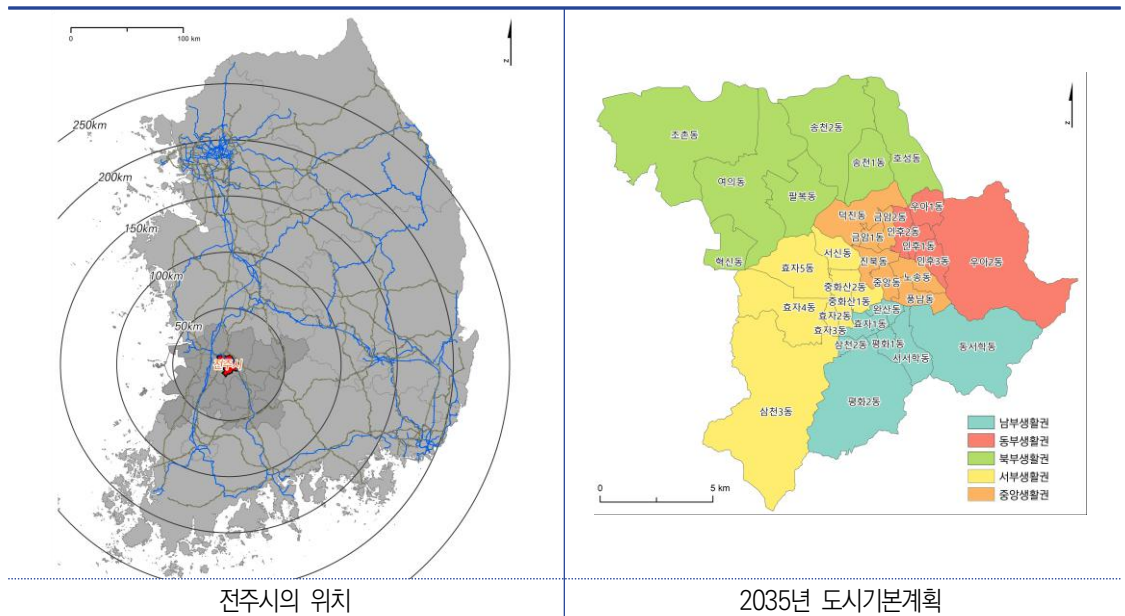 0
100 km
z
250km
200km
150km
100km
50km
전주시
전주시의 위치
z
조촌동
송천2동
송천1동
호성동
여의동
팔복동
혁신동
덕진동
금암2동
우아1동
인후2동
금암1동
인후1동
서신동
진북동
인후3동
우아2동
효자5동
중앙동
노송동
중화산2동
풍남동
중화산1동
완산동
효자4동
효자2동
효자1동
효자3동
삼천2동
평화1동
동서학동
서서학동
평화2동
삼천3동
남부생활권
동부생활권
북부생활권
서부생활권
중앙생활권
0
5 km
2035년 도시기본계획